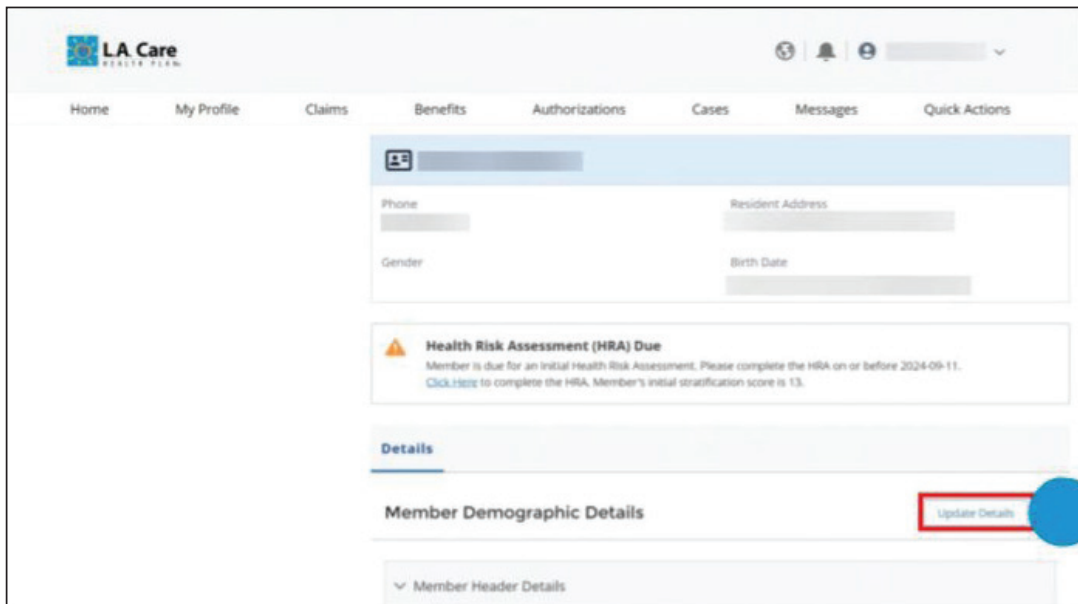 L.A. Care
HEALTH PLAN®
Home My Profile Claims Benefits Authorizations Cases Messages Quick Actions
Phone Resident Address
Gender Birth Date
Health Risk Assessment (HRA) Due
Member is due for an Initial Health Risk Assessment. Please complete the HRA on or before 2024-09-11.
Click Here to complete the HRA. Member's initial stratification score is 13.
Details
Member Demographic Details Update Details
Member Header Details